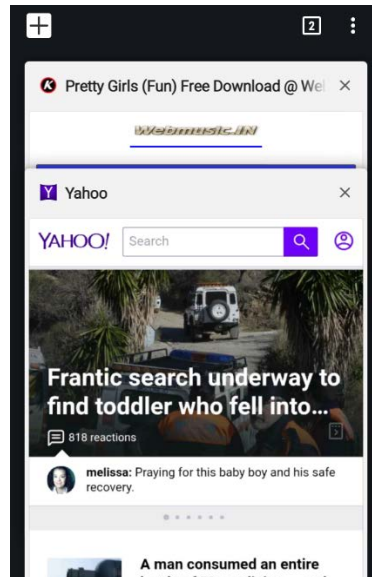 2
Pretty Girls (Fun) Free Download @ We
Webmusic.IN
Yahoo
YAHOO!
Search
Frantic search underway to
find toddler who fell into...
818 reactions
melissa: Praying for this baby boy and his safe
recovery.
A man consumed an entire